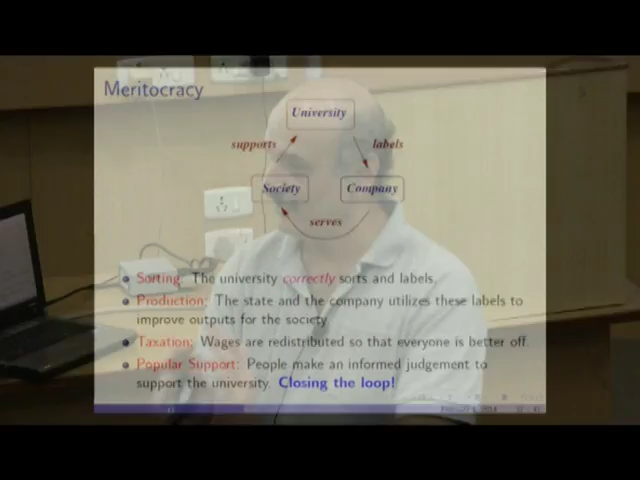 Meritocracy
University
supports
labels
Society
Company
serves
Sorting: The university correctly sorts and labels.
Production: The state and the company utilizes these labels to
improve outputs for the society
Taxation: Wages are redistributed so that everyone is better off.
Popular Support: People make an informed judgement to
support the university. Closing the loop!